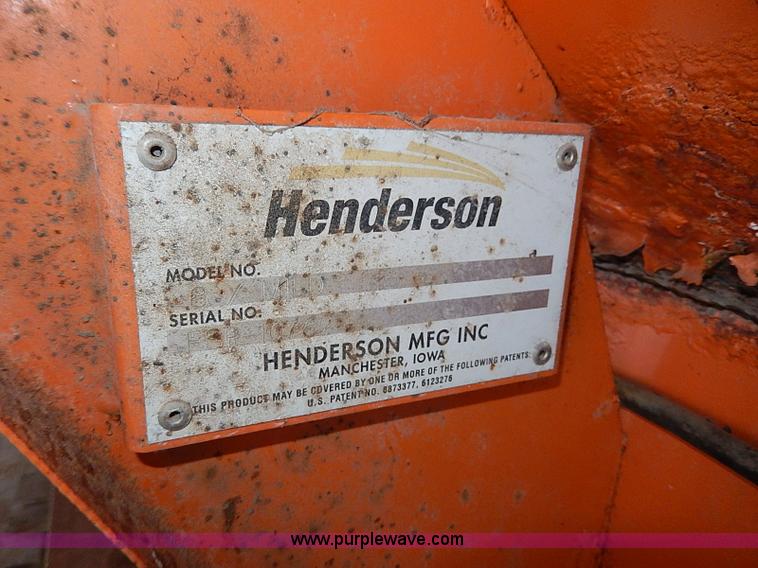 Henderson
MODEL NO.
SERIAL NO.
HENDERSON MFG INC
MANCHESTER, IOWA
THIS PRODUCT MAY BE COVERED BY ONE OR MORE OF THE FOLLOWING PATENTS:
U.S. PATENT NO. 6873377, 6123276
www.purplewave.com